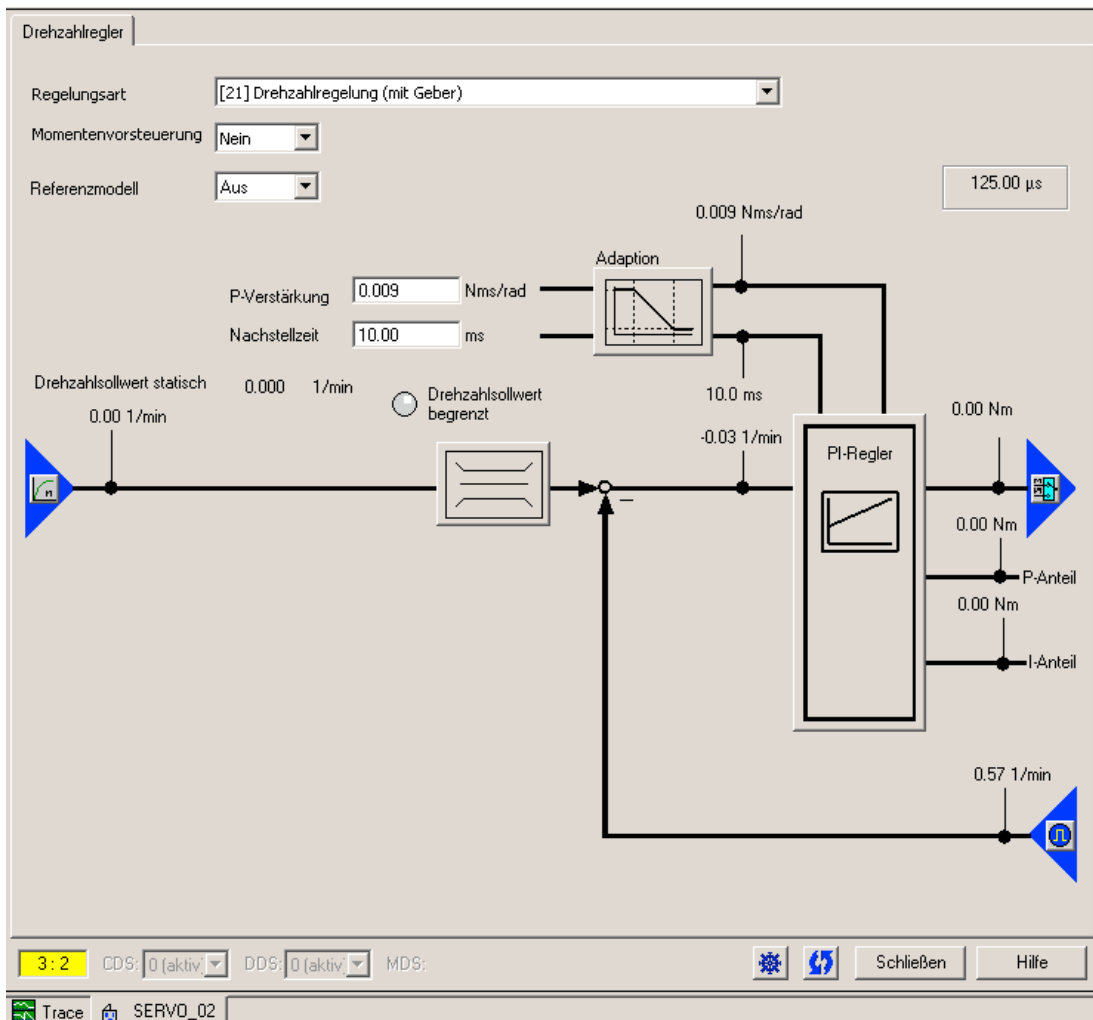 Drehzahlregler
Regelungsart
[21] Drehzahlregelung (mit Geber)
Momentenvorsteuerung
Nein
Referenzmodell
Aus
125.00 µs
0.009 Nms/rad
Adaption
P-Verstärkung
0.009
Nms/rad
Nachstellzeit
10.00
ms
Drehzahlsollwert statisch
0.000
1/min
0.00 1/min
Drehzahlsollwert
begrenzt
10.0 ms
-0.03 1/min
n
PI-Regler
0.00 Nm
0.00 Nm
P-Anteil
0.00 Nm
I-Anteil
0.57 1/min
3 : 2
CDS:
0 (aktiv)
DDS:
0 (aktiv)
MDS:
Schließen
Hilfe
Trace
SERVO_02